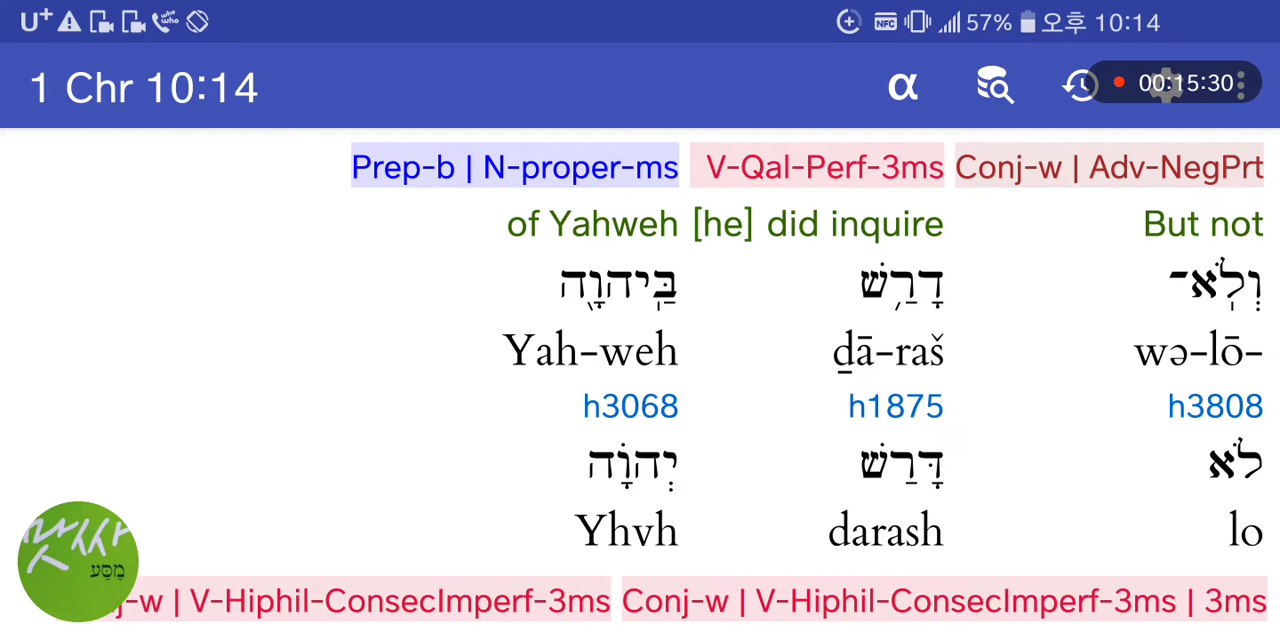 U+ 57% 오후 10:14
1 Chr 10:14 α 00:15:30
Conj-w | Adv-NegPrt V-Qal-Perf-3ms Prep-b | N-proper-ms
But not [he] did inquire of Yahweh
וְלֹֽא־ דָרַ֥שׁ בַּֽיהוָ֖ה
wə-lō- ḏā-raš Yah-weh
h3808 h1875 h3068
לֹא דָּרַשׁ יְהֹוָּה
lo darash Yhvh
Conj-w | V-Hiphil-ConsecImperf-3ms | 3ms j-w | V-Hiphil-ConsecImperf-3ms
מַסַּע